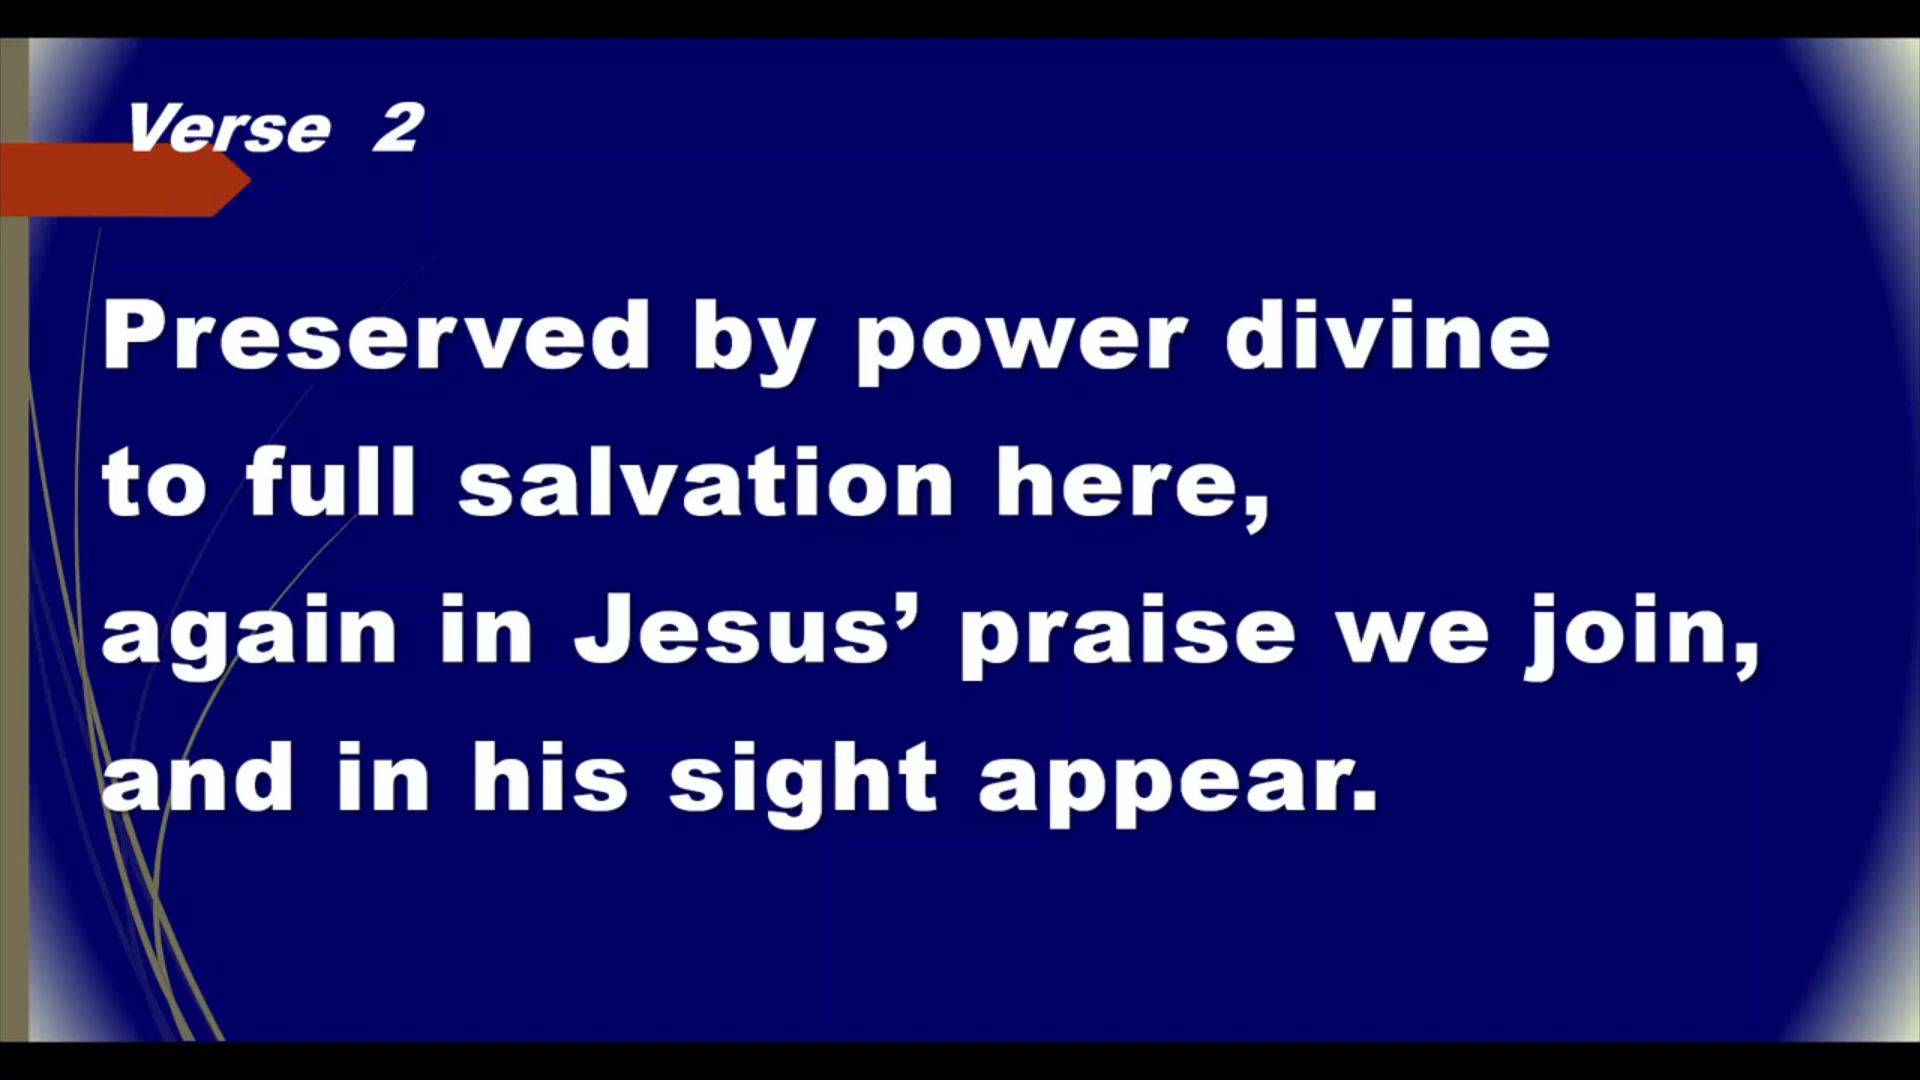 Verse 2
Preserved by power divine
to full salvation here,
again in Jesus’ praise we join,
and in his sight appear.